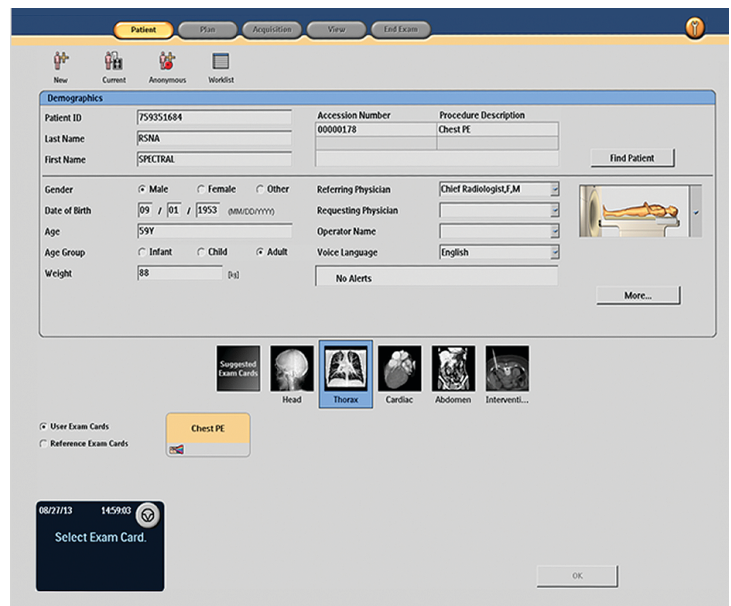 Patient Plan Acquisition View End Exam
New Current Anonymous Worklist
Demographics
Patient ID 759351684 Accession Number Procedure Description
00000178 Chest PE
Last Name RSNA
First Name SPECTRAL Find Patient
Gender Male Female Other Referring Physician Chief Radiologist,F,M
Date of Birth 09 / 01 / 1953 (MM/DD/YYYY) Requesting Physician
Age 59Y Operator Name
Age Group Infant Child Adult Voice Language English
Weight 88 [kg] No Alerts
More...
Suggested
Exam Cards
Head Thorax Cardiac Abdomen Interventi...
User Exam Cards Chest PE
Reference Exam Cards
08/27/13 14:59:03
Select Exam Card.
OK